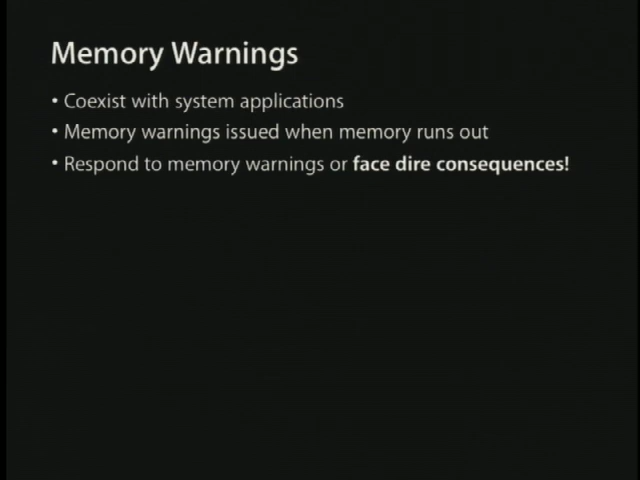 Memory Warnings
• Coexist with system applications
• Memory warnings issued when memory runs out
• Respond to memory warnings or face dire consequences!